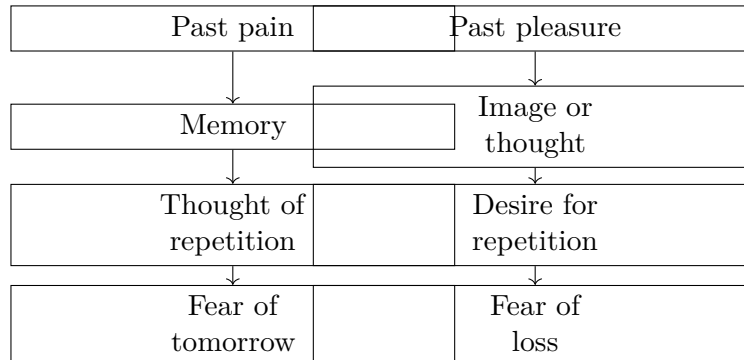 Past pain
Past pleasure
Memory
Image or
thought
Thought of
repetition
Desire for
repetition
Fear of
tomorrow
Fear of
loss